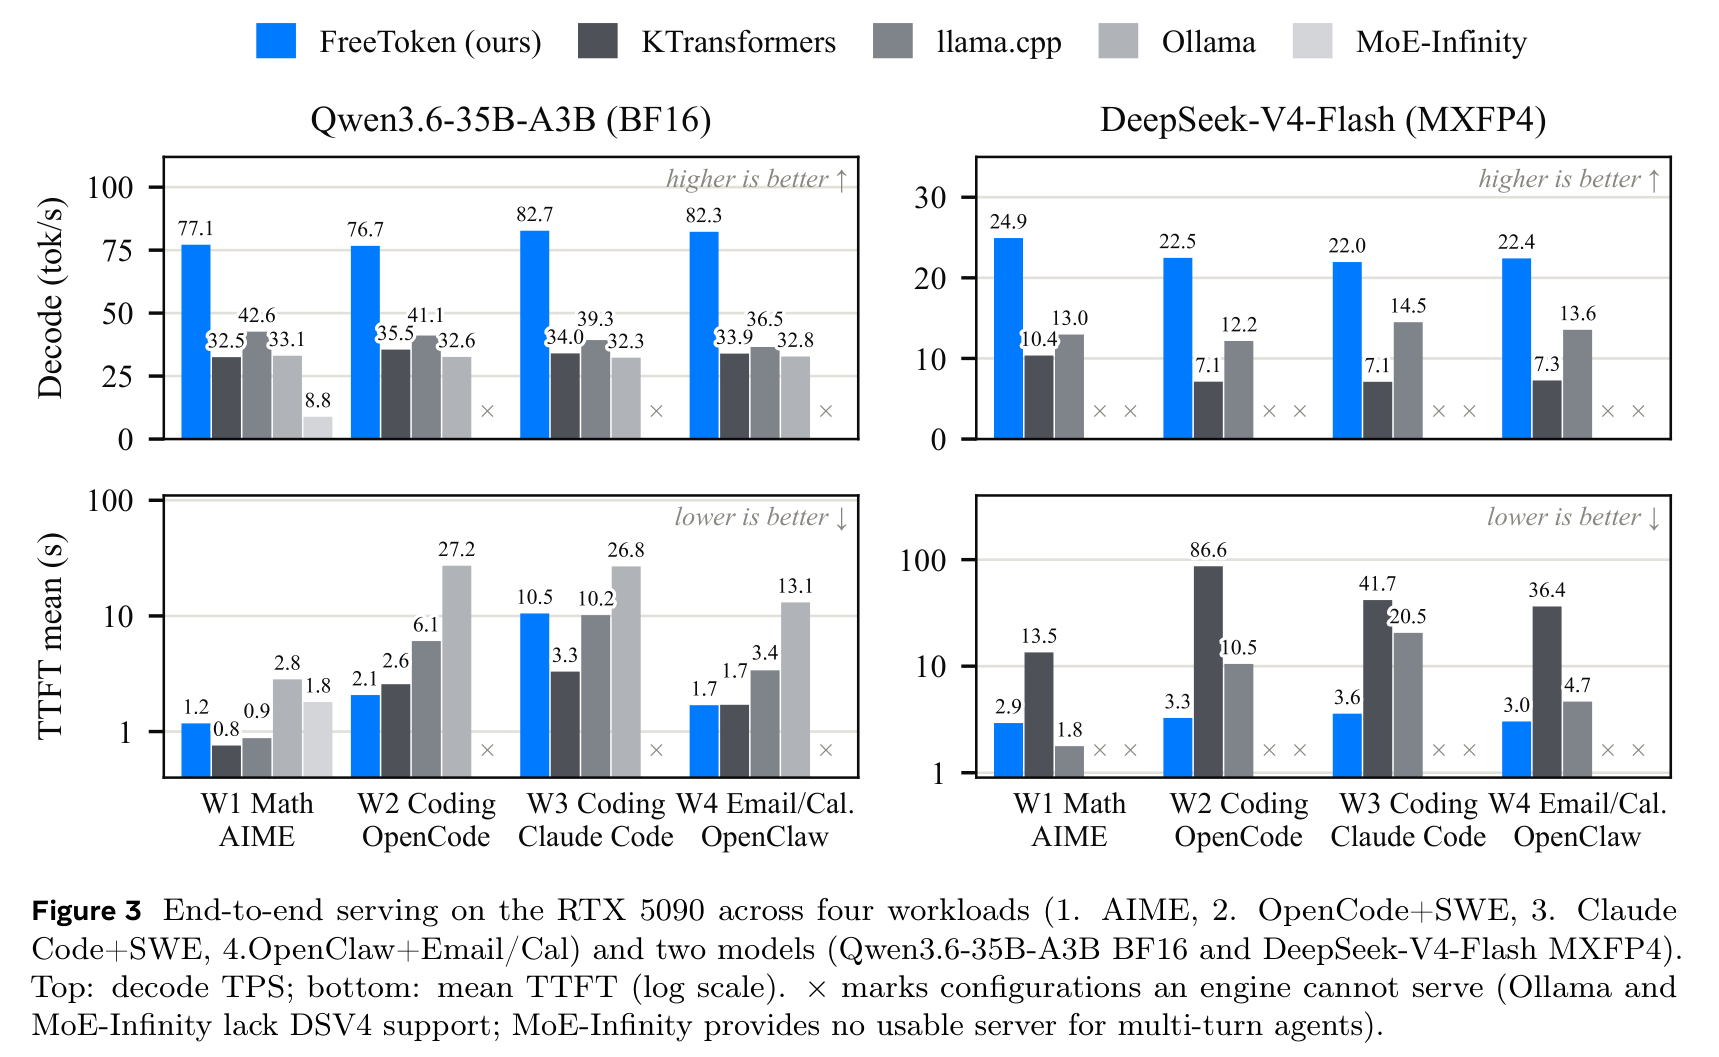 FreeToken (ours) KTransformers llama.cpp Ollama MoE-Infinity
Qwen3.6-35B-A3B (BF16)
Decode (tok/s)
100
75
50
25
0
higher is better ↑
77.1 32.5 42.6 33.1 8.8
76.7 35.5 41.1 32.6 ×
82.7 34.0 39.3 32.3 ×
82.3 33.9 36.5 32.8 ×
DeepSeek-V4-Flash (MXFP4)
30
20
10
0
higher is better ↑
24.9 10.4 13.0 × ×
22.5 7.1 12.2 × ×
22.0 7.1 14.5 × ×
22.4 7.3 13.6 × ×
TTFT mean (s)
100
10
1
lower is better ↓
1.2 0.8 0.9 2.8 1.8
2.1 2.6 6.1 27.2 ×
10.5 3.3 10.2 26.8 ×
1.7 1.7 3.4 13.1 ×
W1 Math W2 Coding W3 Coding W4 Email/Cal.
AIME OpenCode Claude Code OpenClaw
100
10
1
lower is better ↓
2.9 13.5 1.8 × ×
3.3 86.6 10.5 × ×
3.6 41.7 20.5 × ×
3.0 36.4 4.7 × ×
W1 Math W2 Coding W3 Coding W4 Email/Cal.
AIME OpenCode Claude Code OpenClaw
Figure 3 End-to-end serving on the RTX 5090 across four workloads (1. AIME, 2. OpenCode+SWE, 3. Claude
Code+SWE, 4.OpenClaw+Email/Cal) and two models (Qwen3.6-35B-A3B BF16 and DeepSeek-V4-Flash MXFP4).
Top: decode TPS; bottom: mean TTFT (log scale). × marks configurations an engine cannot serve (Ollama and
MoE-Infinity lack DSV4 support; MoE-Infinity provides no usable server for multi-turn agents).